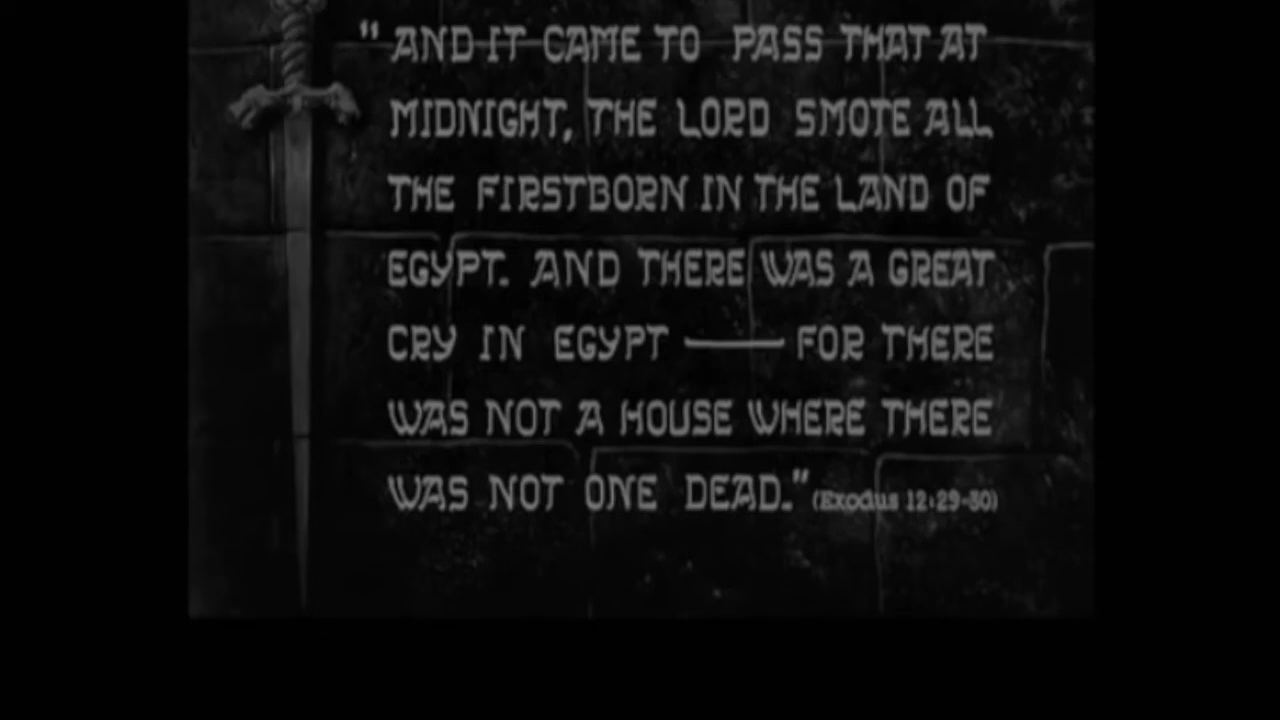 "AND IT CAME TO PASS THAT AT
MIDNIGHT, THE LORD SMOTE ALL
THE FIRSTBORN IN THE LAND OF
EGYPT. AND THERE WAS A GREAT
CRY IN EGYPT — FOR THERE
WAS NOT A HOUSE WHERE THERE
WAS NOT ONE DEAD." (Exodus 12:29-30)